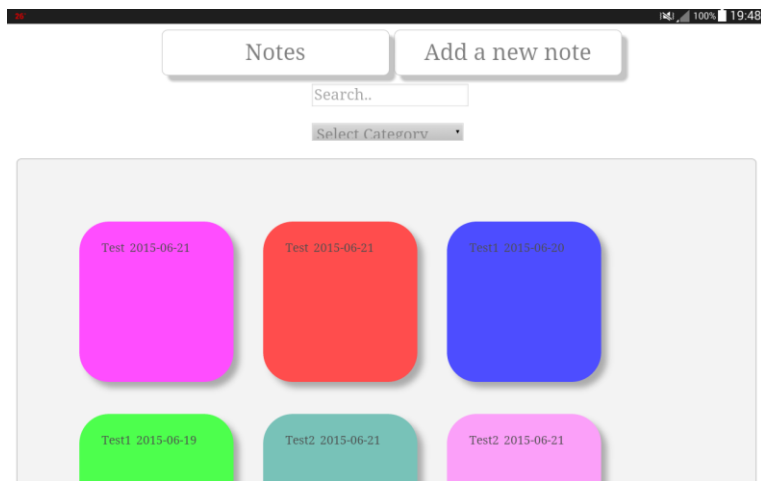 26°
100% 19:48
Notes Add a new note
Search..
Select Category
Test 2015-06-21 Test 2015-06-21 Test1 2015-06-20
Test1 2015-06-19 Test2 2015-06-21 Test2 2015-06-21